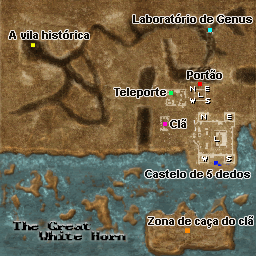 Laboratório de Genus
A vila histórica
Portão
N E
L
W S
Teleporte
Clã
N E
L
W S
Castelo de 5 dedos
Zona de caça do clã
The Great
White Horn